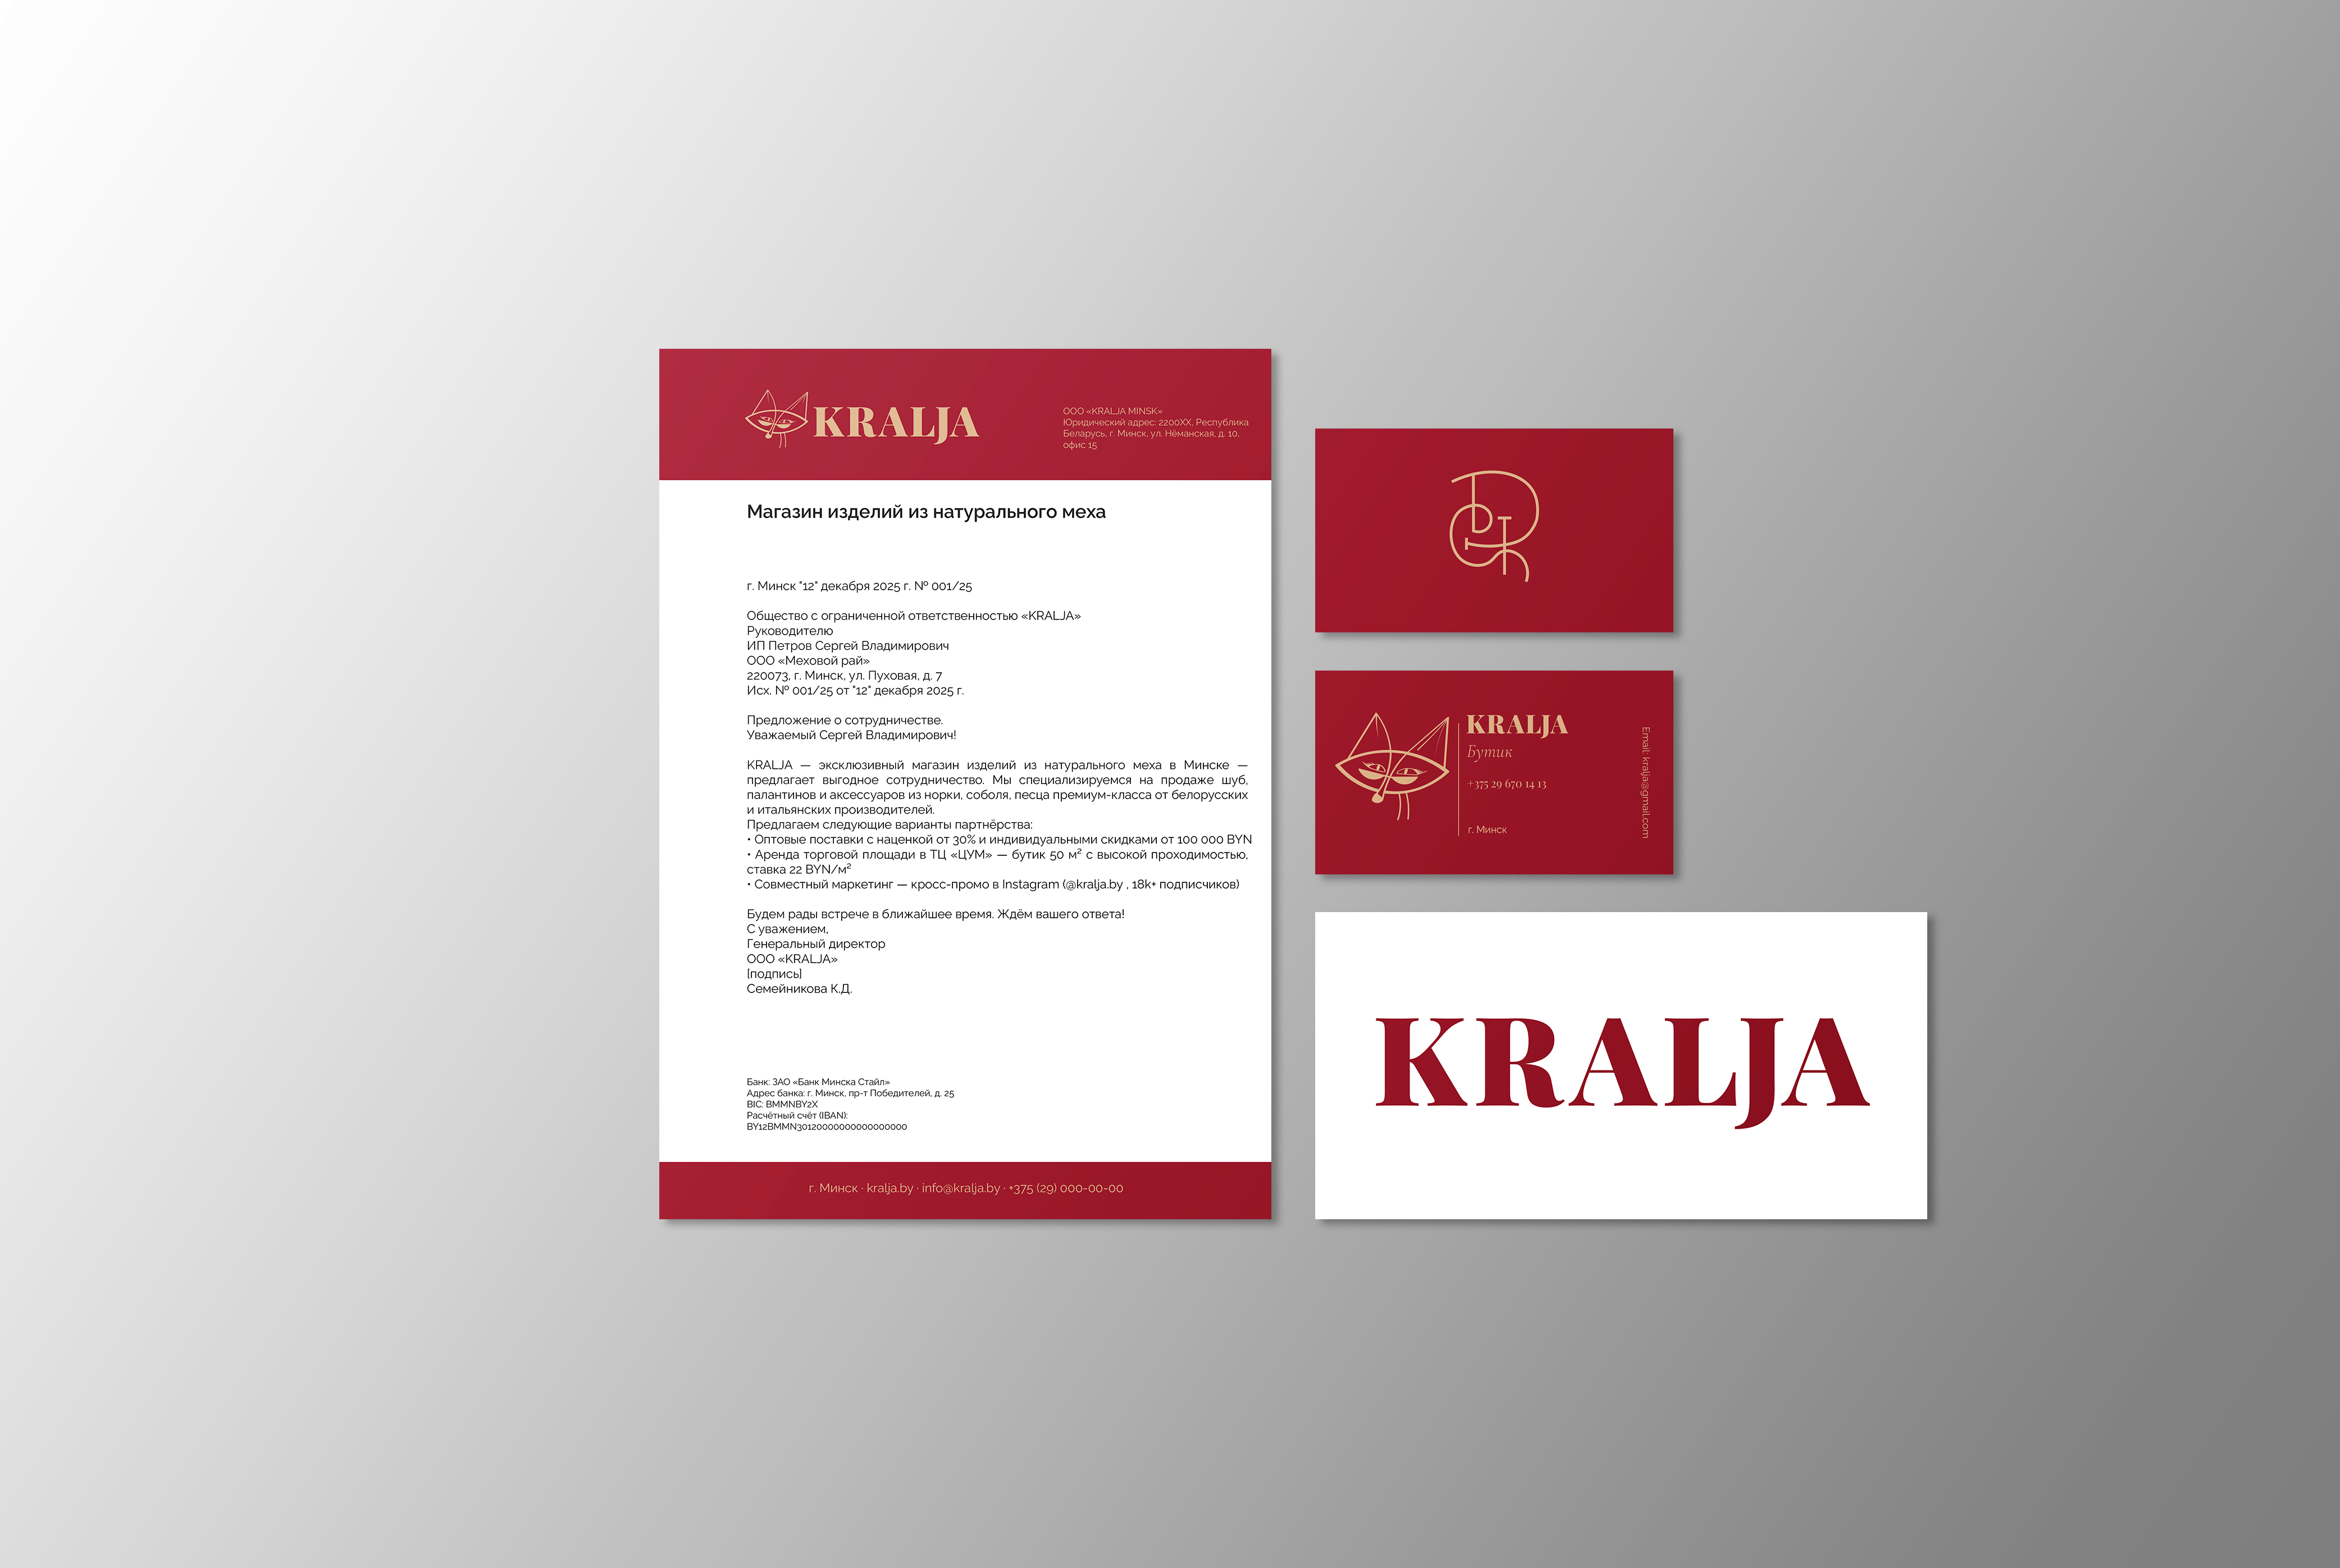 KRALJA
ООО «KRALJA MINSK»
Юридический адрес: 2200XX, Республика
Беларусь, г. Минск, ул. Нёманская, д. 10,
офис 15
Магазин изделий из натурального меха
г. Минск "12" декабря 2025 г. № 001/25
Общество с ограниченной ответственностью «KRALJA»
Руководителю
ИП Петров Сергей Владимирович
ООО «Меховой рай»
220073, г. Минск, ул. Пуховая, д. 7
Исх. № 001/25 от "12" декабря 2025 г.
Предложение о сотрудничестве.
Уважаемый Сергей Владимирович!
KRALJA — эксклюзивный магазин изделий из натурального меха в Минске —
предлагает выгодное сотрудничество. Мы специализируемся на продаже шуб,
палантинов и аксессуаров из норки, соболя, песца премиум-класса от белорусских
и итальянских производителей.
Предлагаем следующие варианты партнёрства:
• Оптовые поставки с наценкой от 30% и индивидуальными скидками от 100 000 BYN
• Аренда торговой площади в ТЦ «ЦУМ» — бутик 50 м² с высокой проходимостью,
ставка 22 BYN/м²
• Совместный маркетинг — кросс-промо в Instagram (@kralja.by , 18k+ подписчиков)
Будем рады встрече в ближайшее время. Ждём вашего ответа!
С уважением,
Генеральный директор
ООО «KRALJA»
[подпись]
Семейникова К.Д.
Банк: ЗАО «Банк Минска Стайл»
Адрес банка: г. Минск, пр-т Победителей, д. 25
BIC: BMMNBY2X
Расчётный счёт (IBAN):
BY12BMMN30120000000000000000
г. Минск · kralja.by · info@kralja.by · +375 (29) 000-00-00
KRALJA
Бутик
+375 29 670 14 13
г. Минск
Email: kralja@gmail.com
KRALJA